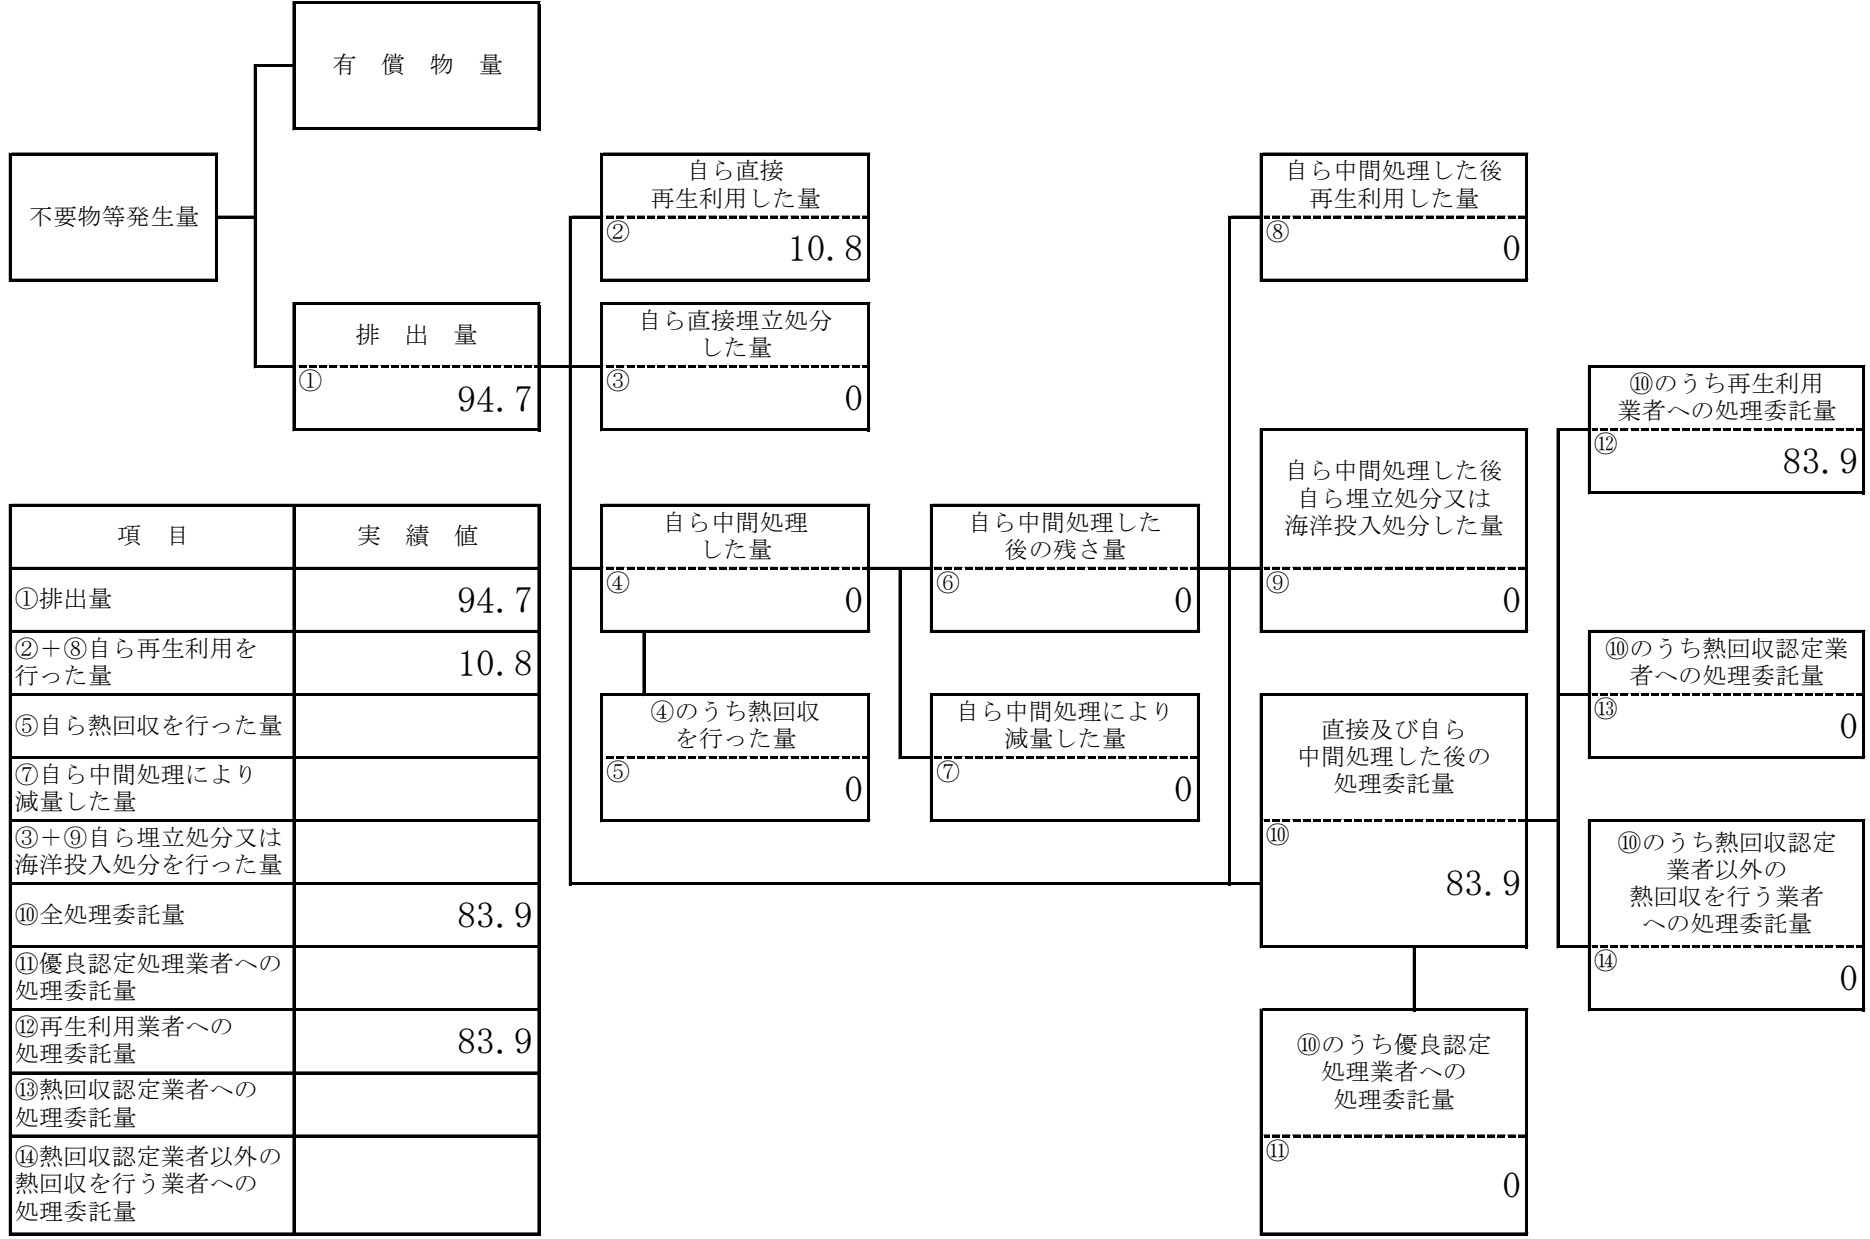 有 償 物 量
不要物等発生量
排 出 量
①
94.7
自ら直接
再生利用した量
②
10.8
自ら直接埋立処分
した量
③
0
自ら中間処理
した量
④
0
④のうち熱回収
を行った量
⑤
0
自ら中間処理した
後の残さ量
⑥
0
自ら中間処理により
減量した量
⑦
0
自ら中間処理した後
再生利用した量
⑧
0
自ら中間処理した後
自ら埋立処分又は
海洋投入処分した量
⑨
0
直接及び自ら
中間処理した後の
処理委託量
⑩
83.9
⑩のうち優良認定
処理業者への
処理委託量
⑪
0
⑩のうち再生利用
業者への処理委託量
⑫
83.9
⑩のうち熱回収認定業
者への処理委託量
⑬
0
⑩のうち熱回収認定
業者以外の
熱回収を行う業者
への処理委託量
⑭
0
項 目 実 績 値
①排出量 94.7
②+⑧自ら再生利用を
行った量 10.8
⑤自ら熱回収を行った量
⑦自ら中間処理により
減量した量
③+⑨自ら埋立処分又は
海洋投入処分を行った量
⑩全処理委託量 83.9
⑪優良認定処理業者への
処理委託量
⑫再生利用業者への
処理委託量 83.9
⑬熱回収認定業者への
処理委託量
⑭熱回収認定業者以外の
熱回収を行う業者への
処理委託量